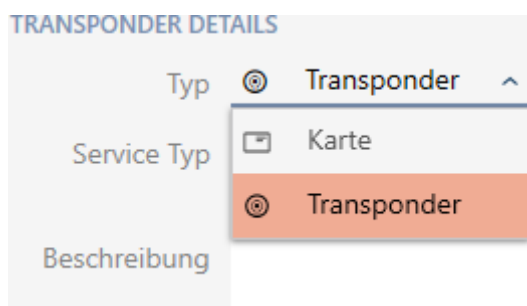 TRANSPONDER DETAILS
Typ Transponder
Karte
Service Typ
Transponder
Beschreibung